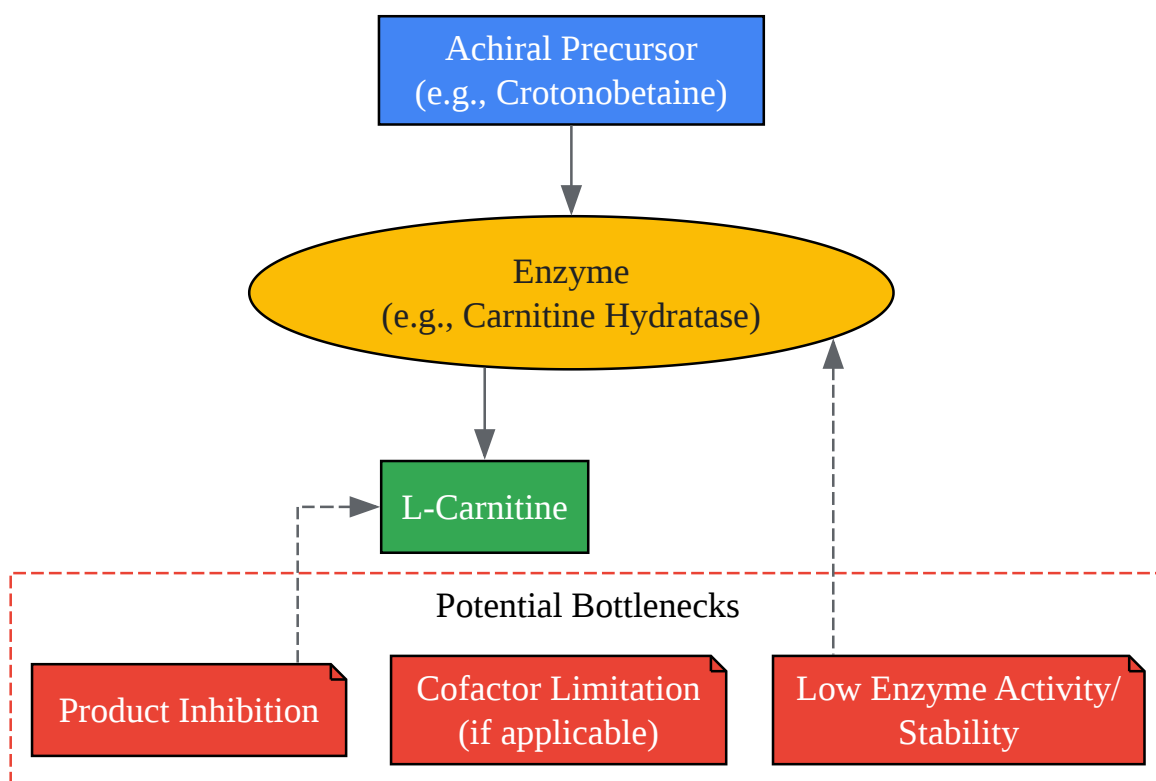 Achiral Precursor
(e.g., Crotonobetaine)
Enzyme
(e.g., Carnitine Hydratase)
L-Carnitine
Potential Bottlenecks
Product Inhibition
Cofactor Limitation
(if applicable)
Low Enzyme Activity/
Stability